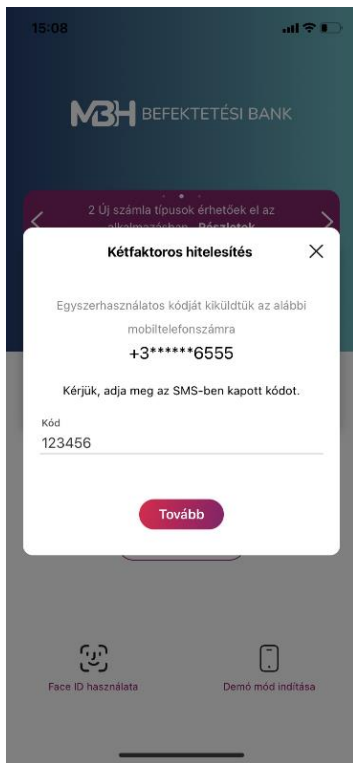 15:08
MBH BEFEKTETÉSI BANK
2 Új számla típusok érhetőek el az
alkalmazásban Részletek
Kétfaktoros hitelesítés
Egyszerhasználatos kódját kiküldtük az alábbi
mobiltelefonszámra
+3******6555
Kérjük, adja meg az SMS-ben kapott kódot.
Kód
123456
Tovább
Face ID használata
Demó mód indítása